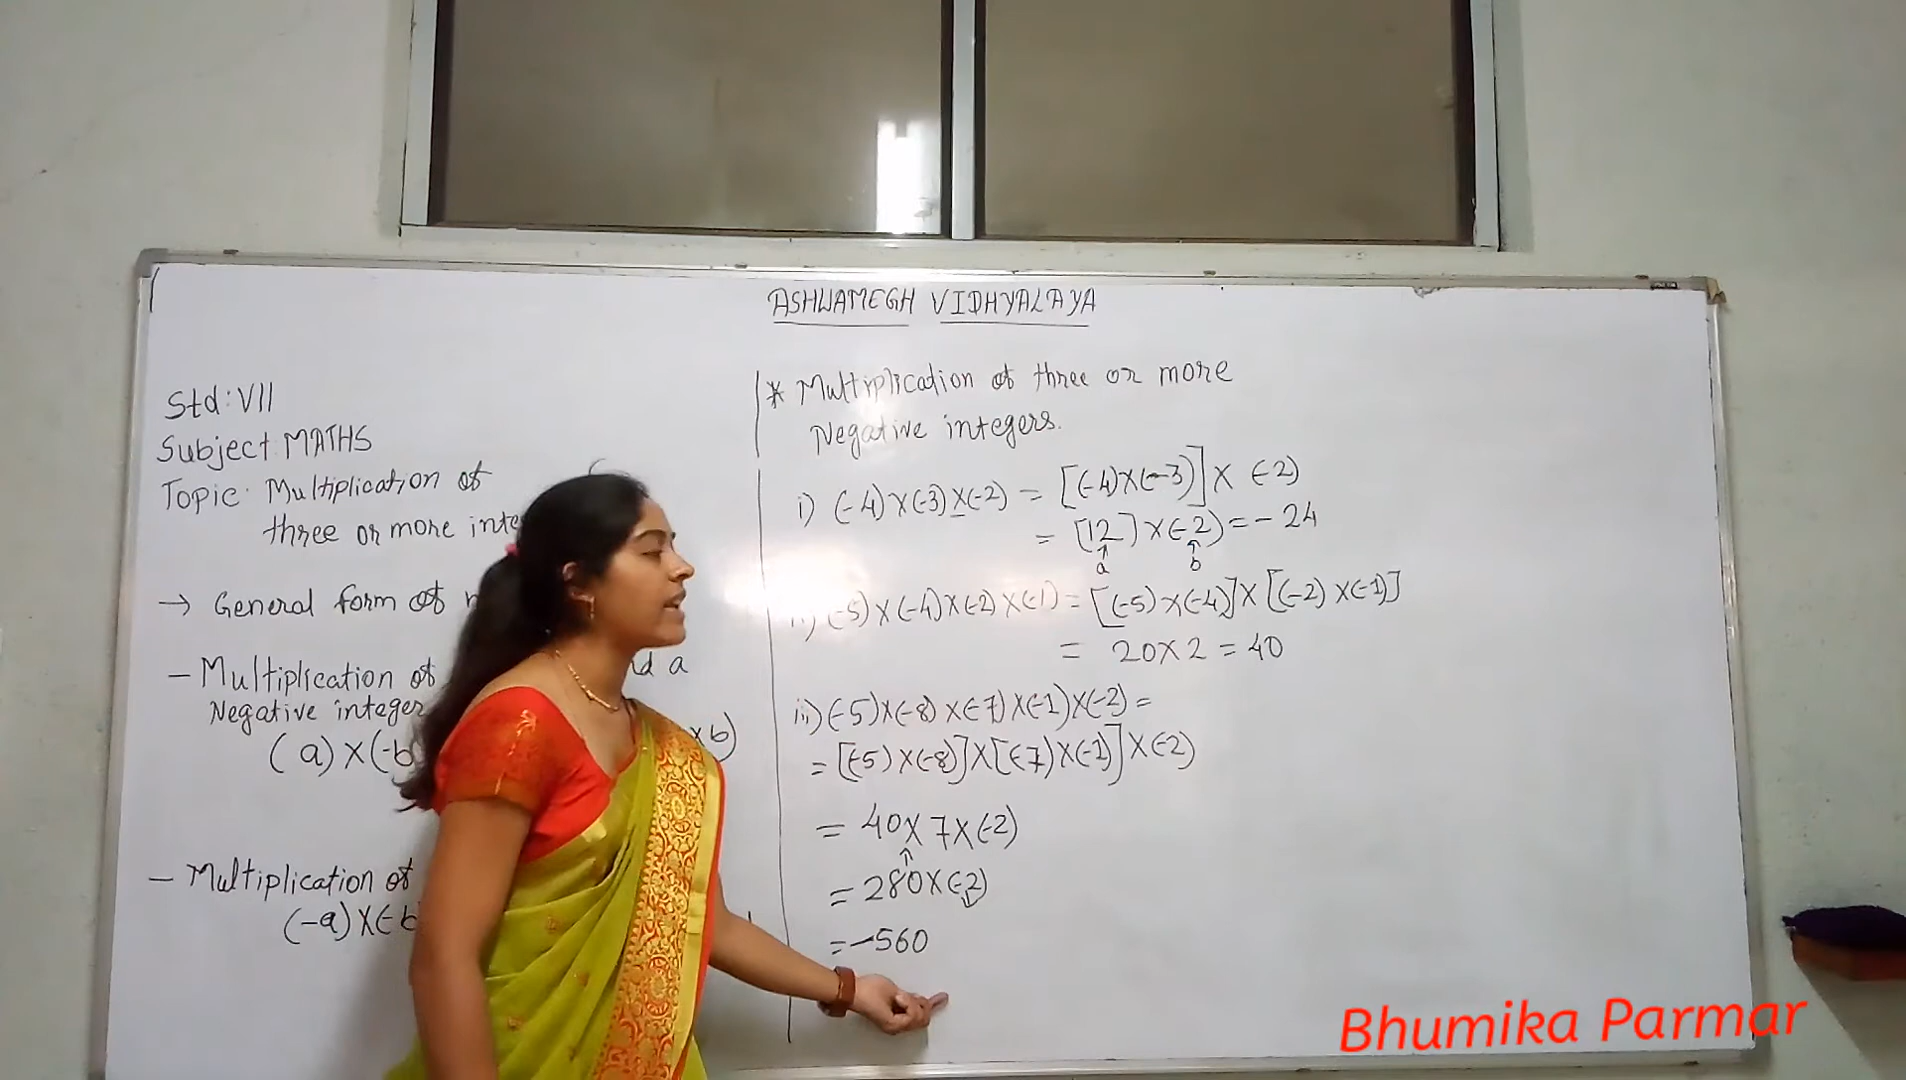 ASHWAMEGH VIDHYALAYA
Std: VII
Subject: MATHS
Topic: Multiplication of
three or more
→ General form of
- Multiplication of a
Negative integer
(a)×(-b ×b)
- Multiplication of
(-a)×(-b
* Multiplication of three or more
Negative integers.
i) (-4)×(-3)×(-2) = [(-4)×(-3)]× (-2)
= [12]×(-2) = - 24
a b
ii) (-5)×(-4)×(-2)×(-1) = [(-5)×(-4)]×[(-2)×(-1)]
= 20×2 = 40
iii) (-5)×(-8)×(-7)×(-1)×(-2) =
= [(-5)×(-8)]×[(-7)×(-1)]×(-2)
= 40×7×(-2)
= 280×(-2)
= -560
Bhumika Parmar